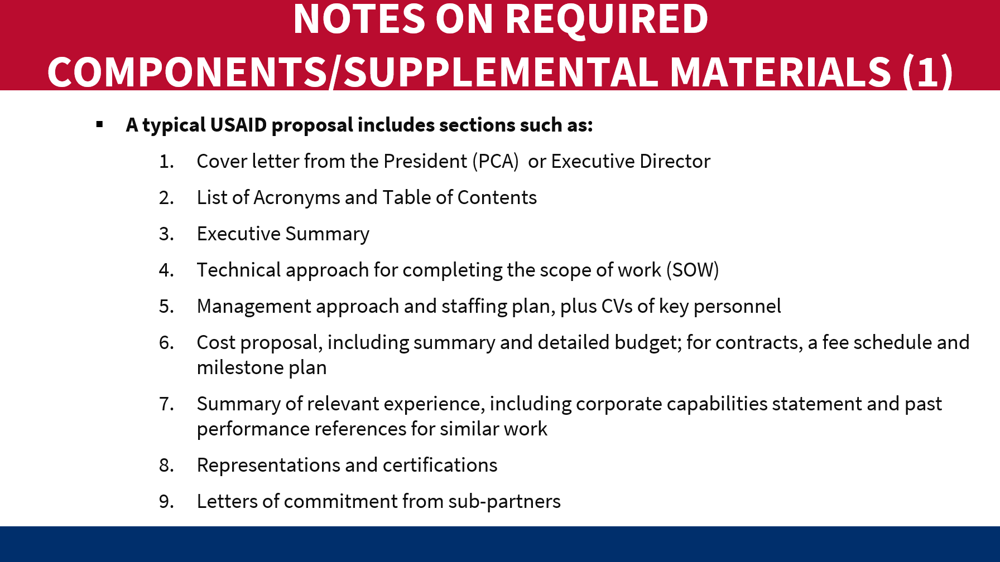 NOTES ON REQUIRED
COMPONENTS/SUPPLEMENTAL MATERIALS (1)
▪ A typical USAID proposal includes sections such as:
1. Cover letter from the President (PCA)  or Executive Director
2. List of Acronyms and Table of Contents
3. Executive Summary
4. Technical approach for completing the scope of work (SOW)
5. Management approach and staffing plan, plus CVs of key personnel
6. Cost proposal, including summary and detailed budget; for contracts, a fee schedule and
milestone plan
7. Summary of relevant experience, including corporate capabilities statement and past
performance references for similar work
8. Representations and certifications
9. Letters of commitment from sub-partners